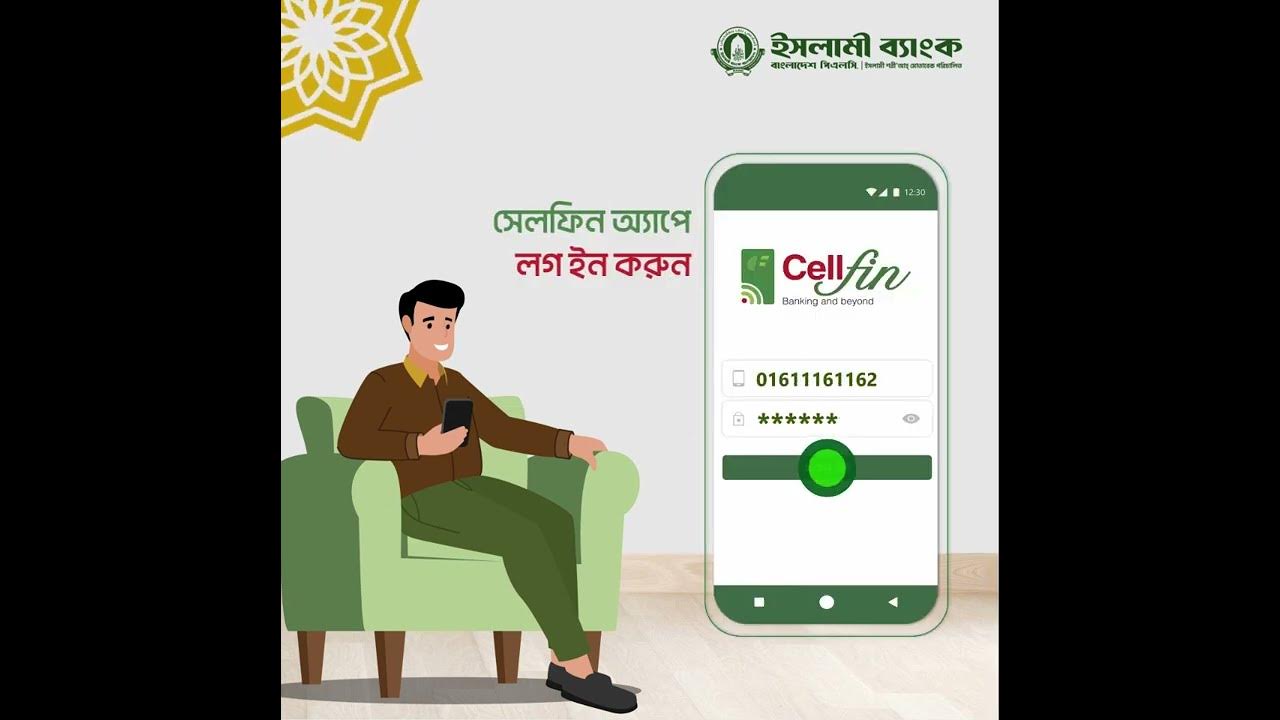 ইসলামী ব্যাংক
বাংলাদেশ পিএলসি. | ইসলামী শরী'আহ্ মোতাবেক পরিচালিত
12:30
সেলফিন অ্যাপে
লগ ইন করুন
Cellfin
Banking and beyond
01611161162
******